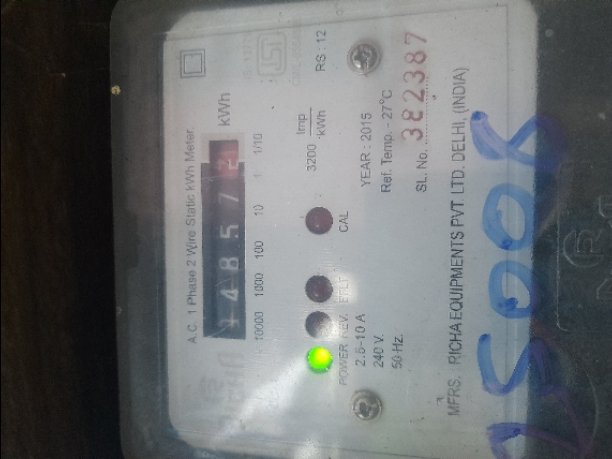 A.C. 1 Phase 2 Wire Static kWh Meter
1 4 8 5 7 kWh
10000 1000 100 10 1 1/10
3200 Imp/kWh
RS : 12
POWER REV. E/LT CAL
2.5-10 A
240 V.
50 Hz.
YEAR : 2015
Ref. Temp. - 27°C
SL. No. 382387
MFRS. RICHA EQUIPMENTS PVT. LTD. DELHI, (INDIA)
15008